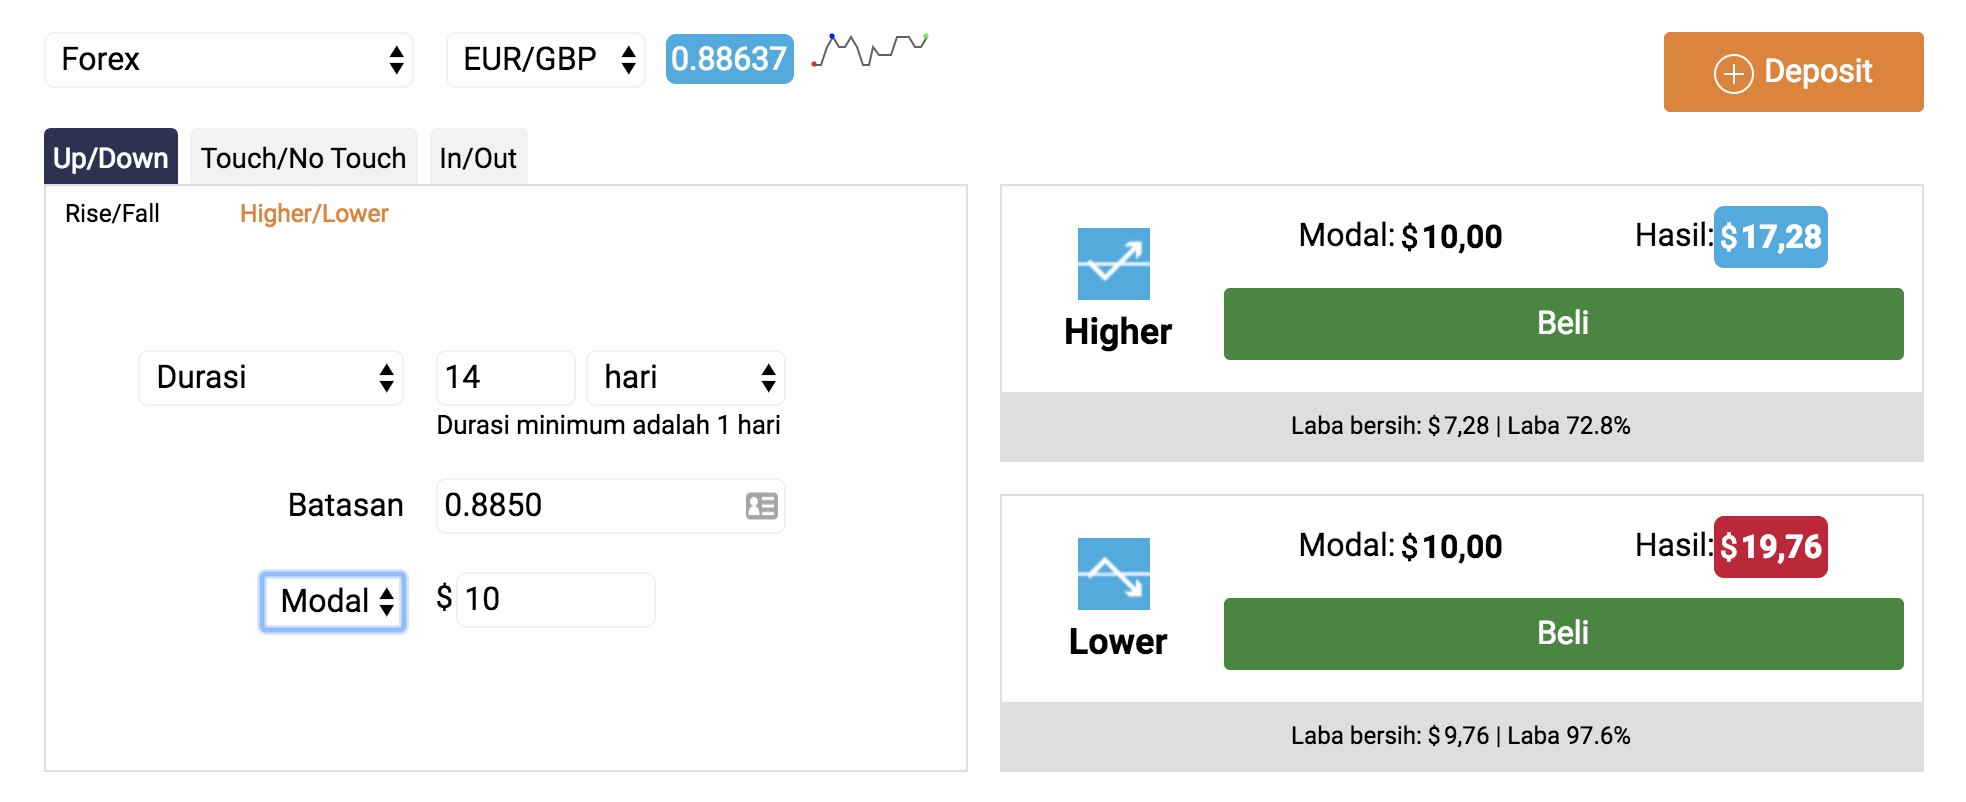 Forex EUR/GBP 0.88637
Deposit
Up/Down Touch/No Touch In/Out
Rise/Fall Higher/Lower
Durasi 14 hari
Durasi minimum adalah 1 hari
Batasan 0.8850
Modal $ 10
Modal: $ 10,00 Hasil: $ 17,28
Higher
Beli
Laba bersih: $ 7,28 | Laba 72.8%
Modal: $ 10,00 Hasil: $ 19,76
Lower
Beli
Laba bersih: $ 9,76 | Laba 97.6%